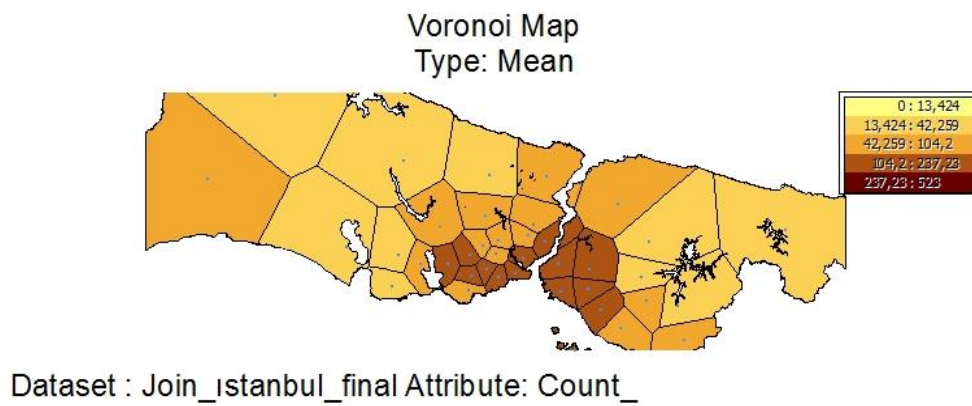 Voronoi Map
Type: Mean
0 : 13,424
13,424 : 42,259
42,259 : 104,2
104,2 : 237,23
237,23 : 523
Dataset : Join_ıstanbul_final Attribute: Count_